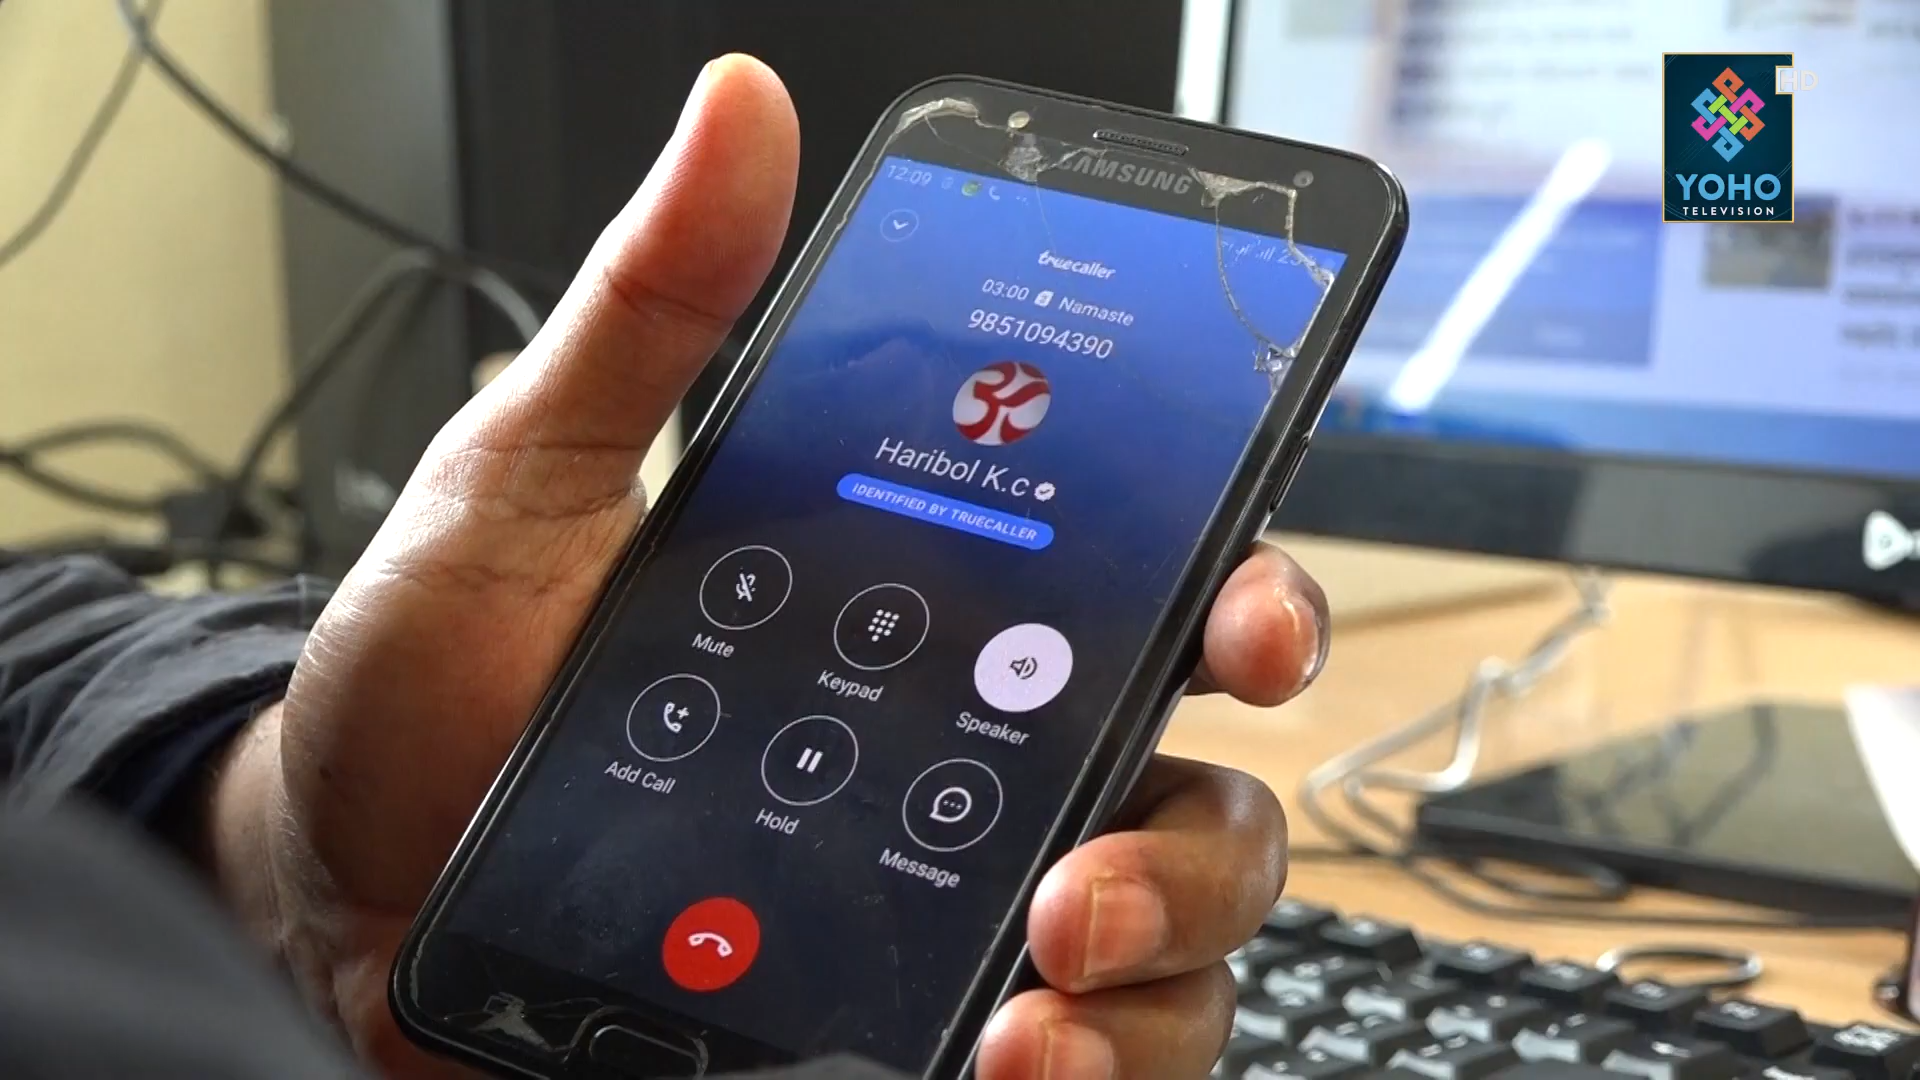 HD
YOHO
TELEVISION
SAMSUNG
12:09
truecaller
03:00 Namaste
9851094390
Haribol K.c
IDENTIFIED BY TRUECALLER
Mute
Keypad
Speaker
Add Call
Hold
Message